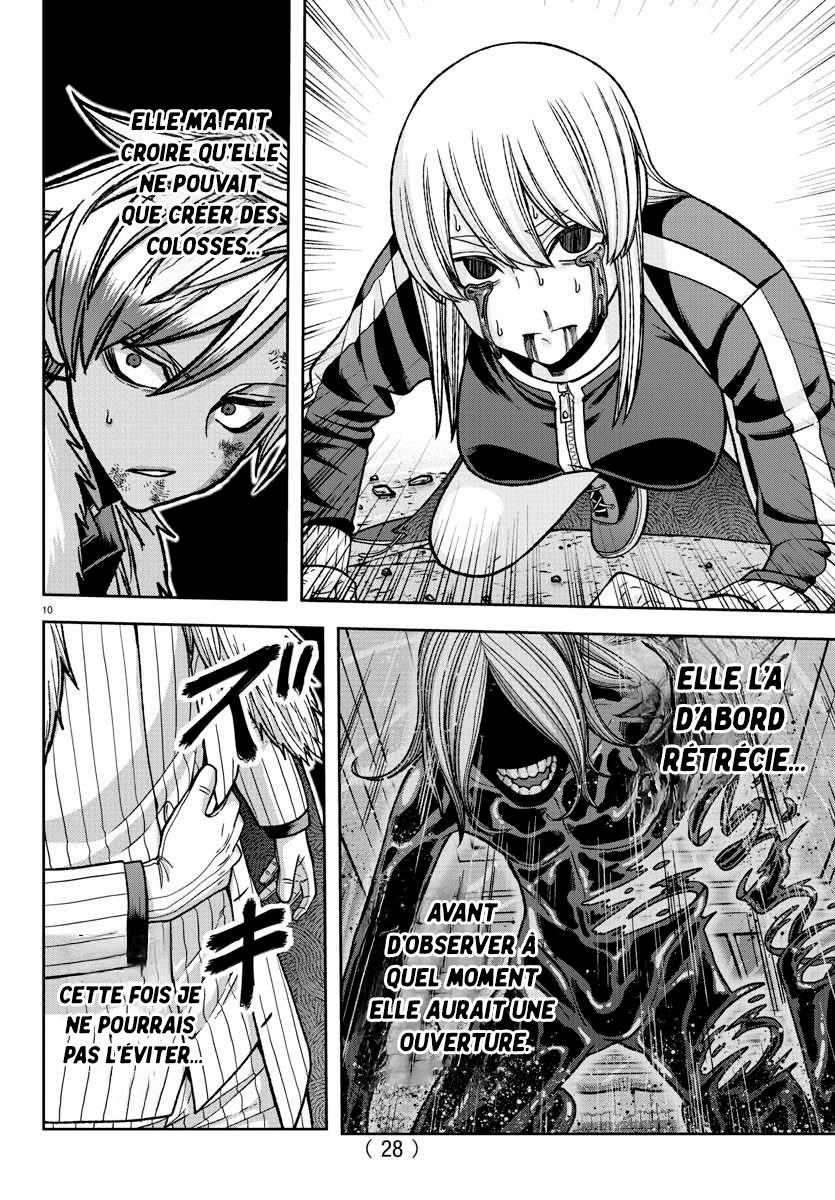 ELLE M'A FAIT
CROIRE QU'ELLE
NE POUVAIT
QUE CRÉER DES
COLOSSES...
10
ELLE L'A
D'ABORD
RÉTRÉCIE...
AVANT
D'OBSERVER À
QUEL MOMENT
ELLE AURAIT UNE
OUVERTURE.
ズ
キ
CETTE FOIS JE
NE POURRAIS
PAS L'ÉVITER...
( 28 )